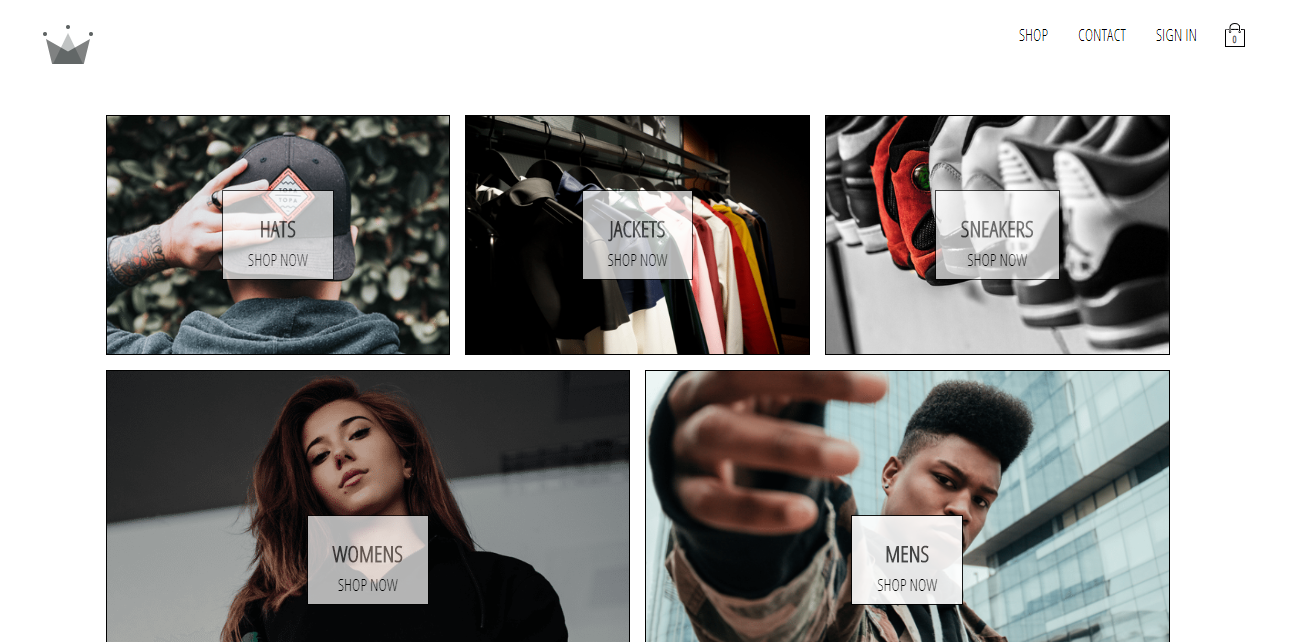 SHOP CONTACT SIGN IN 0
HATS
SHOP NOW
JACKETS
SHOP NOW
SNEAKERS
SHOP NOW
WOMENS
SHOP NOW
MENS
SHOP NOW